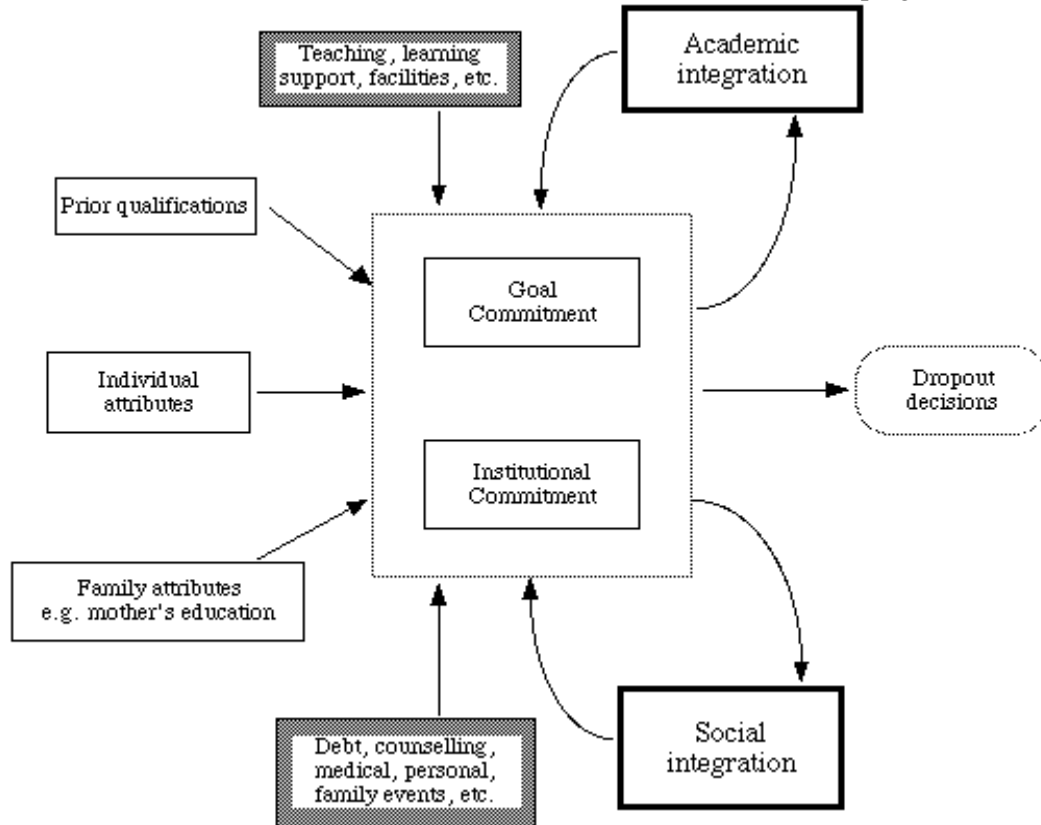 Teaching, learning
support, facilities, etc.
Academic
integration
Prior qualifications
Goal
Commitment
Individual
attributes
Dropout
decisions
Institutional
Commitment
Family attributes
e.g. mother's education
Debt, counselling,
medical, personal,
family events, etc.
Social
integration